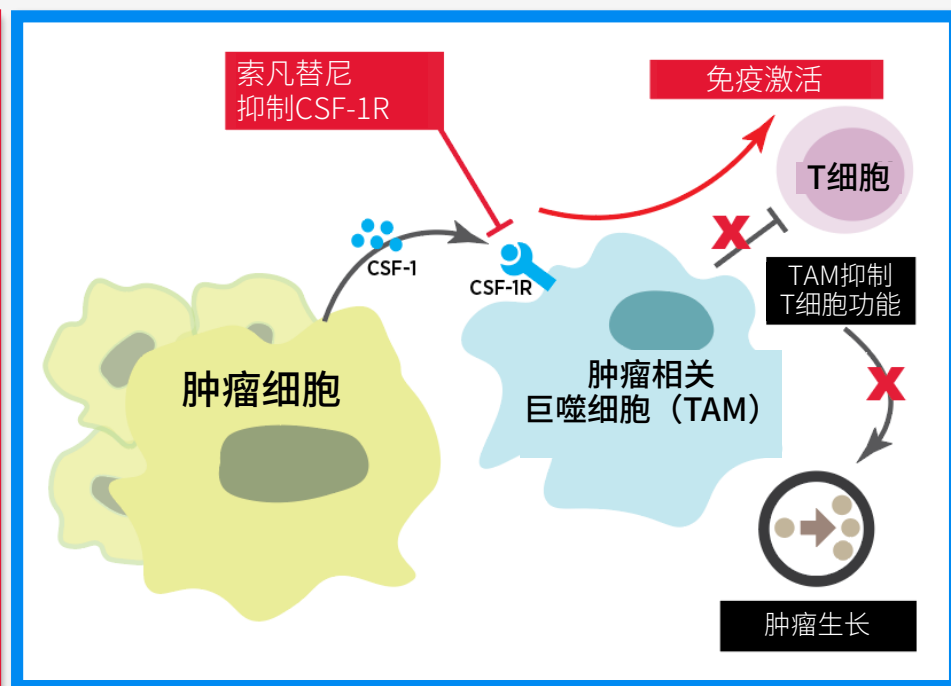 索凡替尼
抑制CSF-1R
免疫激活
T细胞
CSF-1
CSF-1R
TAM抑制
T细胞功能
肿瘤细胞
肿瘤相关
巨噬细胞（TAM）
肿瘤生长